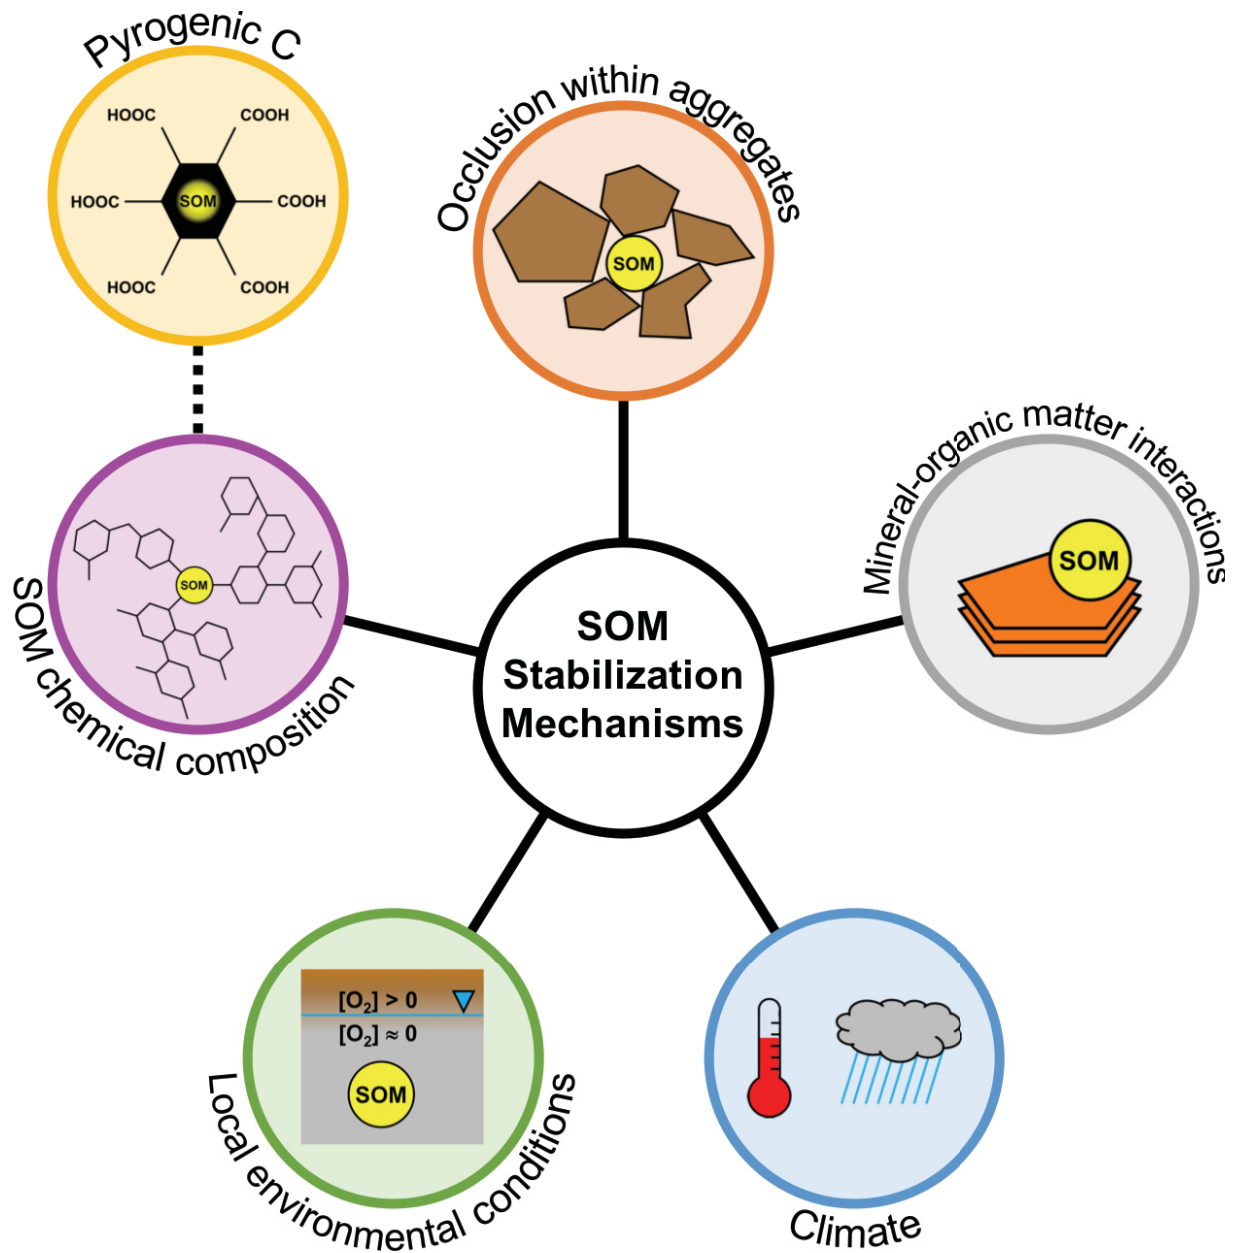 Pyrogenic C
HOOC COOH
HOOC SOM COOH
HOOC COOH
Occlusion within aggregates
SOM
Mineral-organic matter interactions
SOM
SOM
SOM chemical composition
SOM
Stabilization
Mechanisms
[O₂] > 0
[O₂] ≈ 0
SOM
Local environmental conditions
Climate